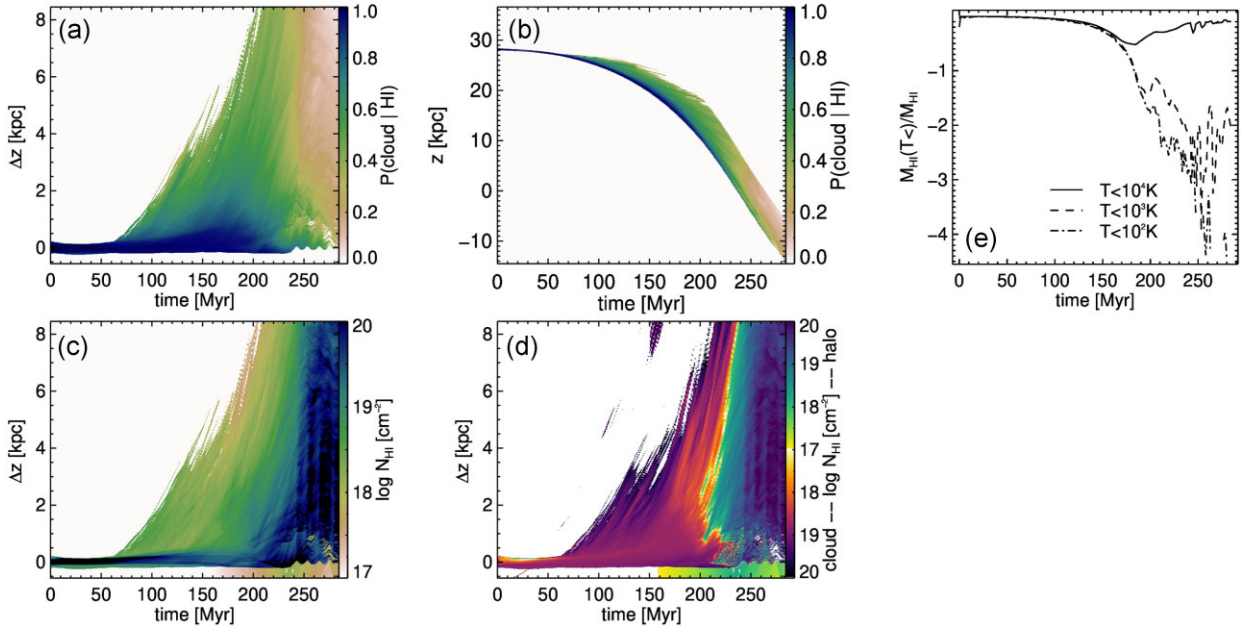 (a)
Δz [kpc]
8
6
4
2
0
0 50 100 150 200 250
time [Myr]
1.0
0.8
0.6
0.4
0.2
0.0
P(cloud | HI)
(b)
z [kpc]
30
20
10
0
−10
0 50 100 150 200 250
time [Myr]
1.0
0.8
0.6
0.4
0.2
0.0
P(cloud | HI)
(e)
M_HI(T<)/M_HI
−1
−2
−3
−4
T<10⁴K
T<10³K
T<10²K
0 50 100 150 200 250
time [Myr]
(c)
Δz [kpc]
8
6
4
2
0
0 50 100 150 200 250
time [Myr]
20
19
18
17
log N_HI [cm⁻²]
(d)
Δz [kpc]
8
6
4
2
0
0 50 100 150 200 250
time [Myr]
20
19
18
17
18
19
20
cloud −− log N_HI [cm⁻²] −− halo